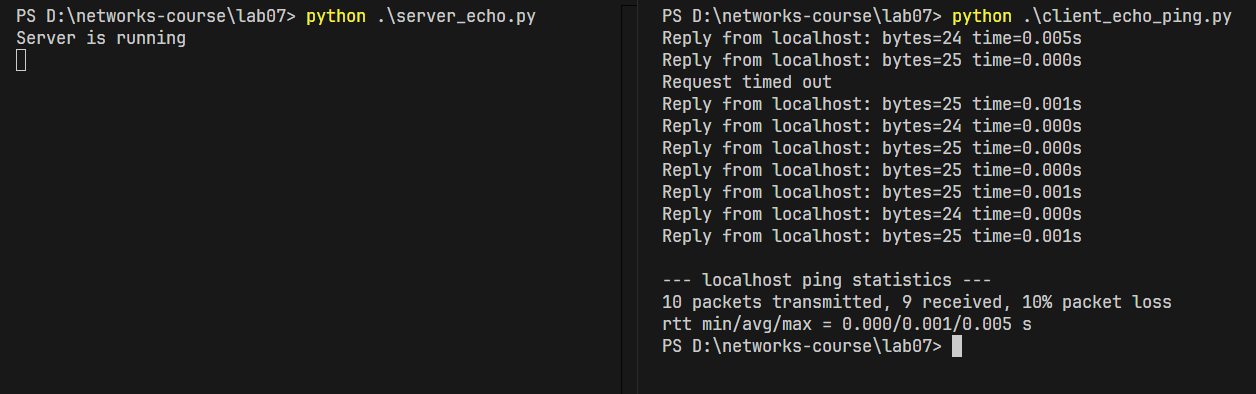 PS D:\networks-course\lab07> python .\server_echo.py
Server is running
PS D:\networks-course\lab07> python .\client_echo_ping.py
Reply from localhost: bytes=24 time=0.005s
Reply from localhost: bytes=25 time=0.000s
Request timed out
Reply from localhost: bytes=25 time=0.001s
Reply from localhost: bytes=24 time=0.000s
Reply from localhost: bytes=25 time=0.000s
Reply from localhost: bytes=25 time=0.000s
Reply from localhost: bytes=25 time=0.001s
Reply from localhost: bytes=24 time=0.000s
Reply from localhost: bytes=25 time=0.001s
--- localhost ping statistics ---
10 packets transmitted, 9 received, 10% packet loss
rtt min/avg/max = 0.000/0.001/0.005 s
PS D:\networks-course\lab07>